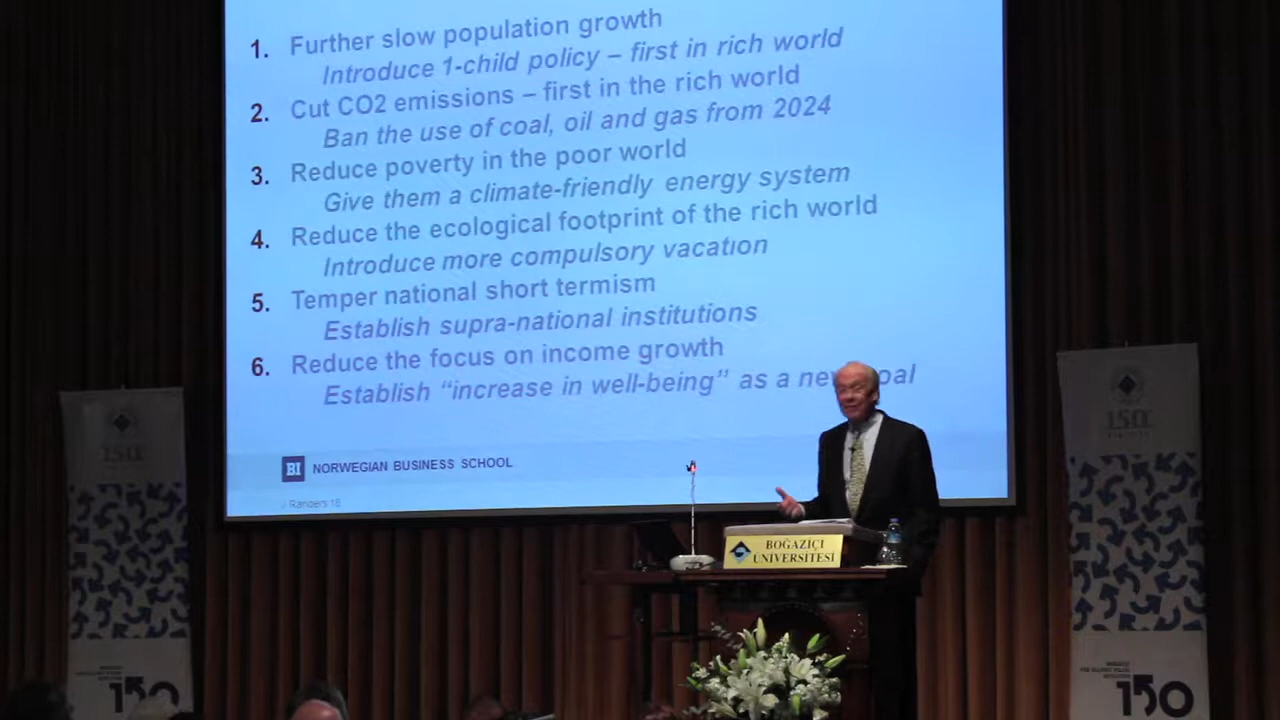 1. Further slow population growth
Introduce 1-child policy – first in rich world
2. Cut CO2 emissions – first in the rich world
Ban the use of coal, oil and gas from 2024
3. Reduce poverty in the poor world
Give them a climate-friendly energy system
4. Reduce the ecological footprint of the rich world
Introduce more compulsory vacation
5. Temper national short termism
Establish supra-national institutions
6. Reduce the focus on income growth
Establish “increase in well-being” as a new
BI NORWEGIAN BUSINESS SCHOOL
J Randers 18
BOĞAZİÇİ
ÜNİVERSİTESİ
150
150
150
150